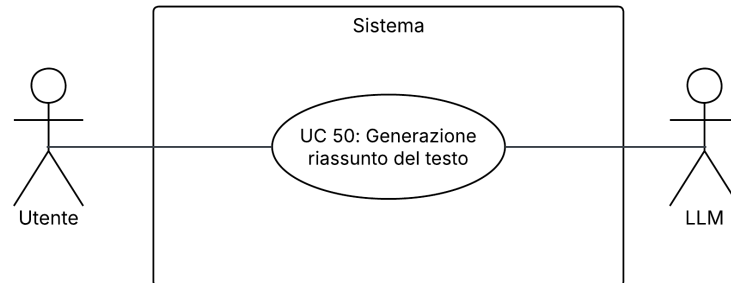 Sistema
UC 50: Generazione
riassunto del testo
Utente
LLM